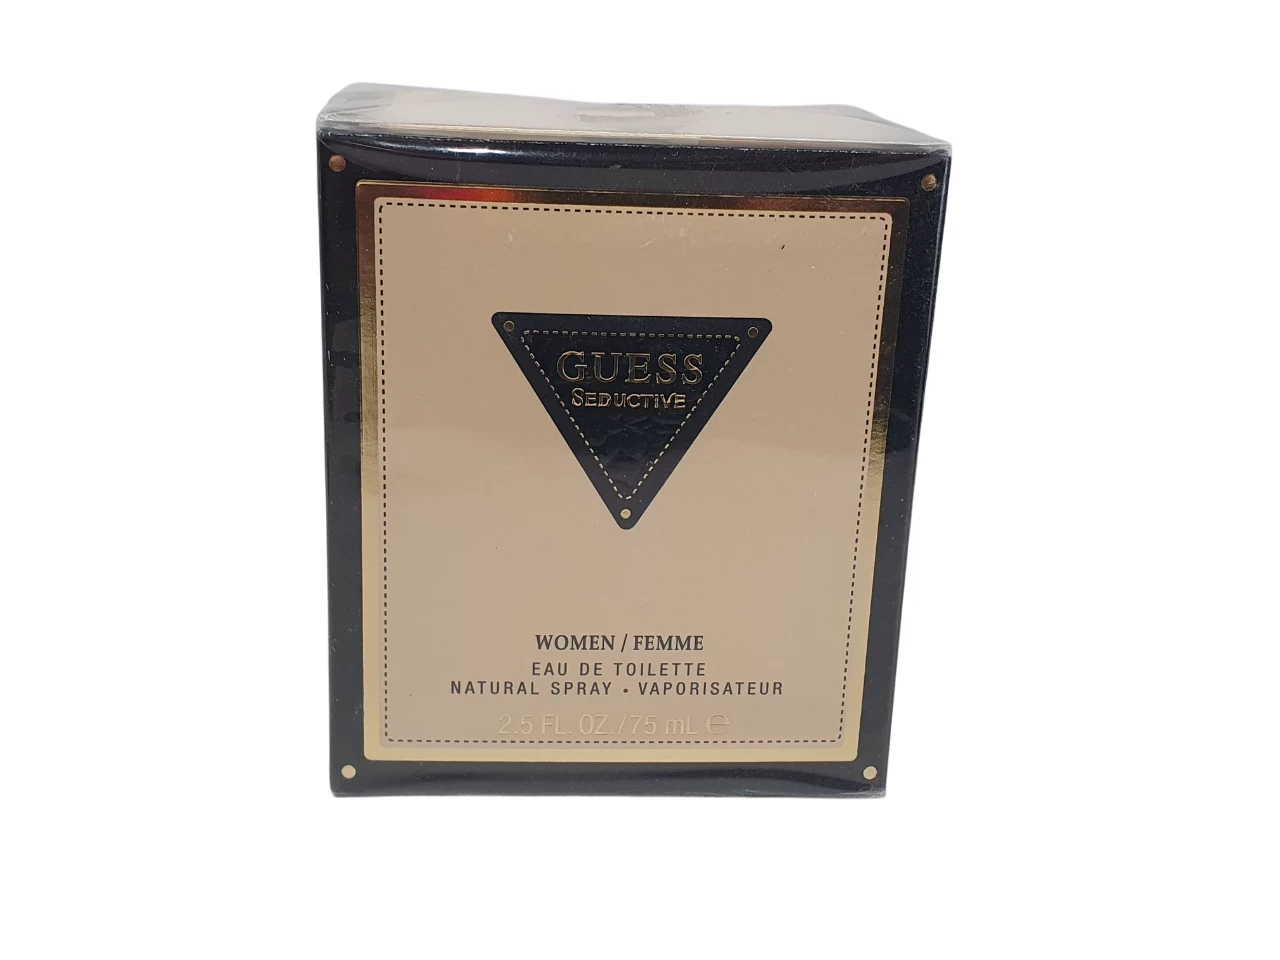 GUESS
SEDUCTIVE
WOMEN / FEMME
EAU DE TOILETTE
NATURAL SPRAY • VAPORISATEUR
2.5 FL. OZ./75 mL ℮